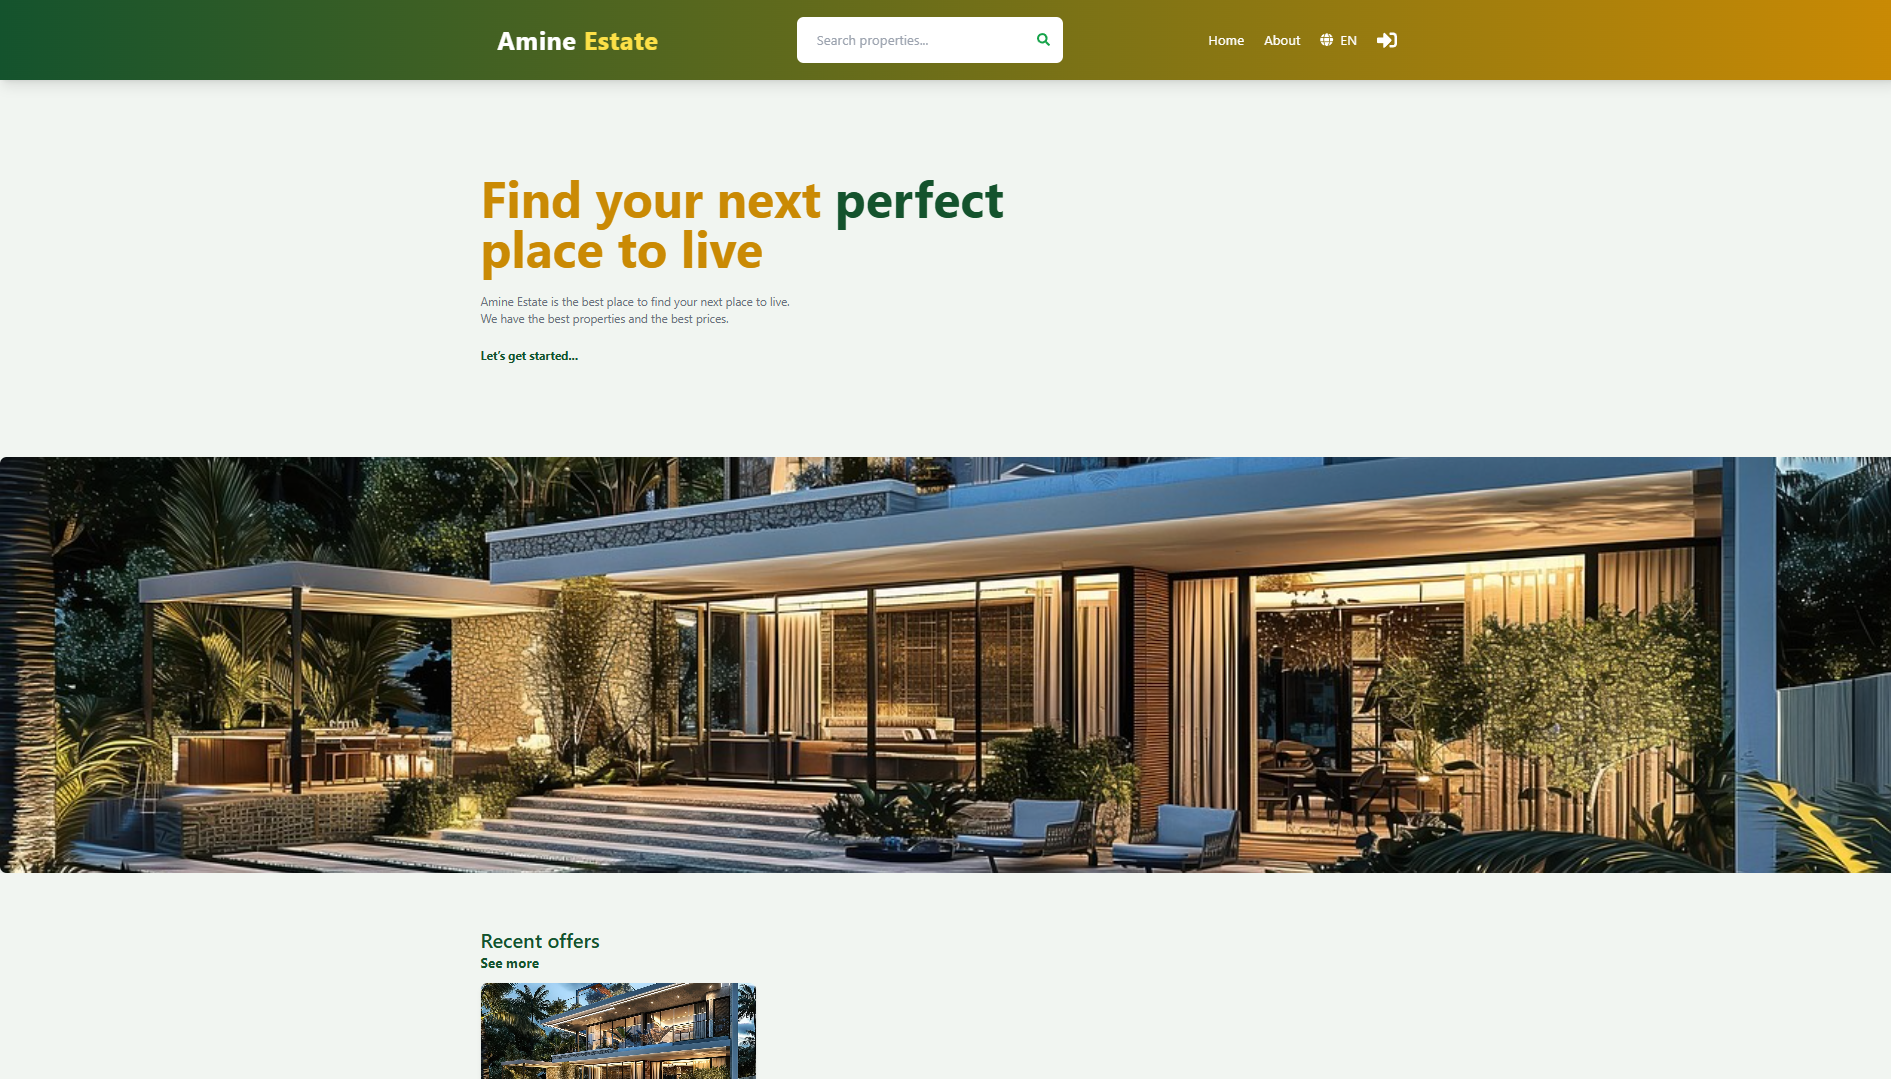 Amine Estate
Search properties...
Home
About
EN
Find your next perfect
place to live
Amine Estate is the best place to find your next place to live.
We have the best properties and the best prices.
Let's get started...
Recent offers
See more